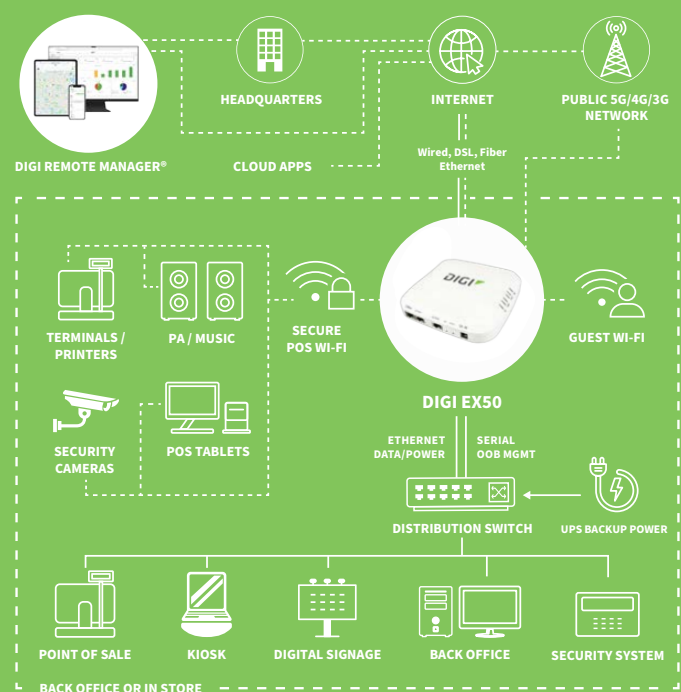 HEADQUARTERS
INTERNET
PUBLIC 5G/4G/3G
NETWORK
DIGI REMOTE MANAGER®
CLOUD APPS
Wired, DSL, Fiber
Ethernet
DIGI
TERMINALS /
PRINTERS
PA / MUSIC
SECURE
POS WI-FI
GUEST WI-FI
DIGI EX50
SECURITY
CAMERAS
POS TABLETS
ETHERNET
DATA/POWER
SERIAL
OOB MGMT
DISTRIBUTION SWITCH
UPS BACKUP POWER
POINT OF SALE
KIOSK
DIGITAL SIGNAGE
BACK OFFICE
SECURITY SYSTEM
BACK OFFICE OR IN STORE